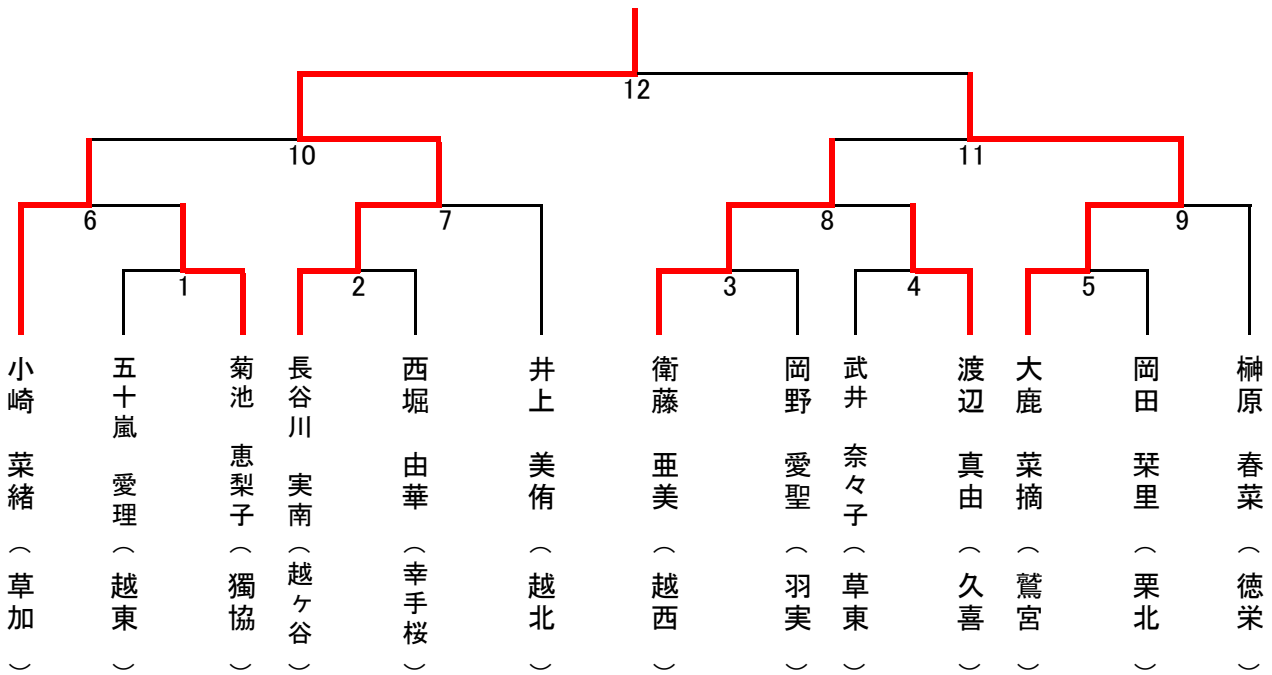 12
10
11
6
7
8
9
1
2
3
4
5
小崎 菜緒（草加）
五十嵐 愛理（越東）
菊池 恵梨子（獨協）
長谷川 実南（越ヶ谷）
西堀 由華（幸手桜）
井上 美侑（越北）
衛藤 亜美（越西）
岡野 愛聖（羽実）
武井 奈々子（草東）
渡辺 真由（久喜）
大鹿 菜摘（鷲宮）
岡田 栞里（栗北）
榊原 春菜（徳栄）